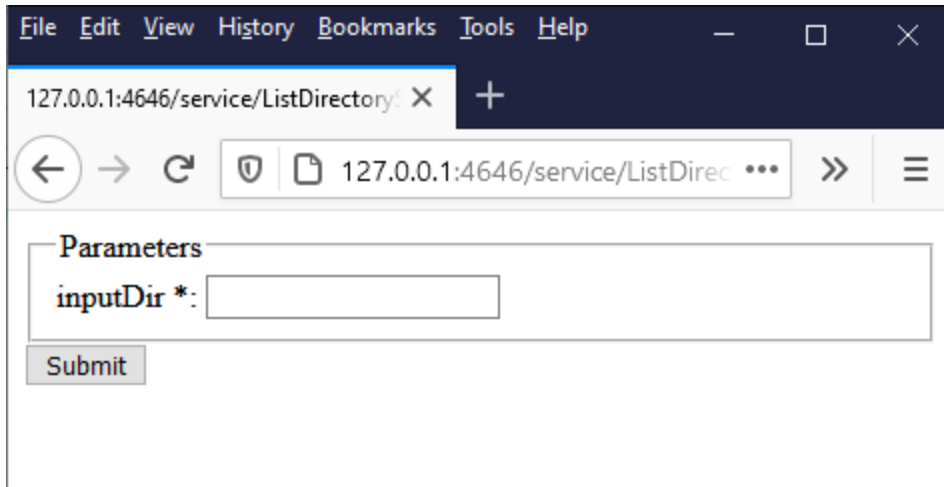 File Edit View History Bookmarks Tools Help
127.0.0.1:4646/service/ListDirectory
127.0.0.1:4646/service/ListDirec
Parameters
inputDir *:
Submit